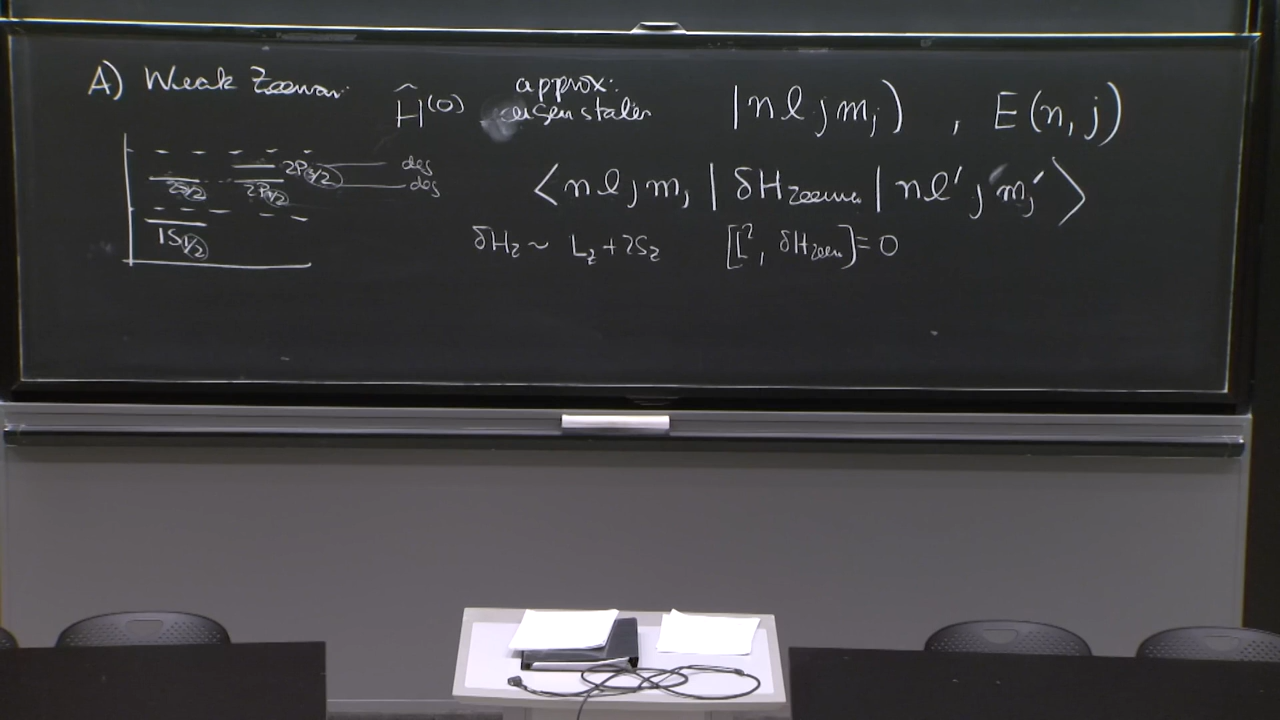 A) Weak Zeeman: Ĥ⁽⁰⁾ approx: eigenstates |n l j m_j) , E(n, j)
2S1/2 2P3/2 deg
2P1/2 deg
1S1/2
⟨n l j m_j | δH_Zeeman | n l' j m_j'⟩
δH_Z ~ L_z + 2S_z [L̂², δH_Zeem] = 0